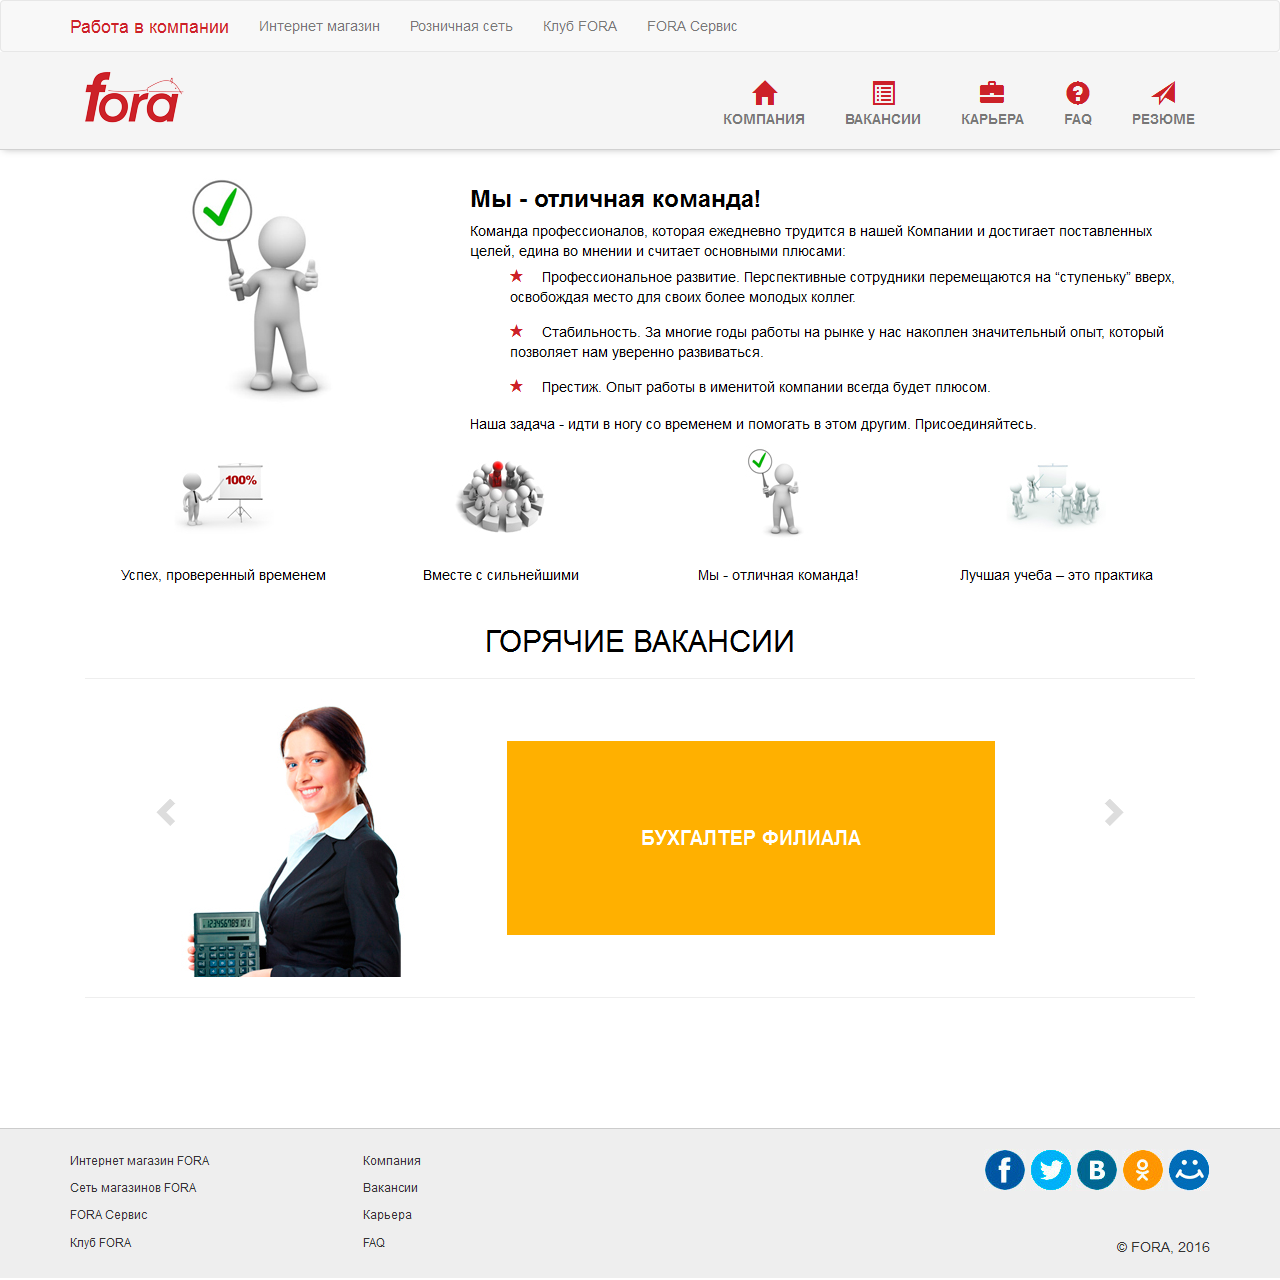 Работа в компании Интернет магазин Розничная сеть Клуб FORA FORA Сервис
fora
КОМПАНИЯ ВАКАНСИИ КАРЬЕРА FAQ РЕЗЮМЕ
Мы - отличная команда!
Команда профессионалов, которая ежедневно трудится в нашей Компании и достигает поставленных
целей, едина во мнении и считает основными плюсами:
Профессиональное развитие. Перспективные сотрудники перемещаются на “ступеньку” вверх,
освобождая место для своих более молодых коллег.
Стабильность. За многие годы работы на рынке у нас накоплен значительный опыт, который
позволяет нам уверенно развиваться.
Престиж. Опыт работы в именитой компании всегда будет плюсом.
Наша задача - идти в ногу со временем и помогать в этом другим. Присоединяйтесь.
100%
Успех, проверенный временем
Вместе с сильнейшими
Мы - отличная команда!
Лучшая учеба – это практика
ГОРЯЧИЕ ВАКАНСИИ
БУХГАЛТЕР ФИЛИАЛА
Интернет магазин FORA
Сеть магазинов FORA
FORA Сервис
Клуб FORA
Компания
Вакансии
Карьера
FAQ
© FORA, 2016